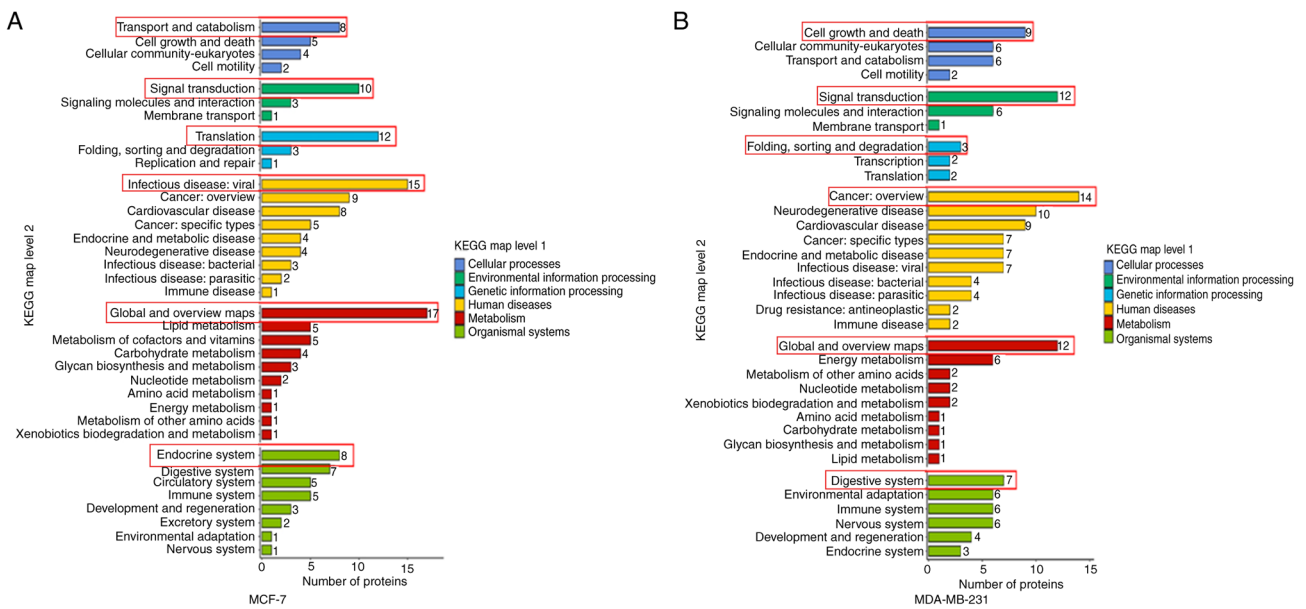 A
Transport and catabolism 8
Cell growth and death 5
Cellular community-eukaryotes 4
Cell motility 2
Signal transduction 10
Signaling molecules and interaction 3
Membrane transport 1
Translation 12
Folding, sorting and degradation 3
Replication and repair 1
Infectious disease: viral 15
Cancer: overview 9
Cardiovascular disease 8
Cancer: specific types 5
Endocrine and metabolic disease 4
Neurodegenerative disease 4
Infectious disease: bacterial 3
Infectious disease: parasitic 2
Immune disease 1
Global and overview maps 17
Lipid metabolism 5
Metabolism of cofactors and vitamins 5
Carbohydrate metabolism 4
Glycan biosynthesis and metabolism 3
Nucleotide metabolism 2
Amino acid metabolism 1
Energy metabolism 1
Metabolism of other amino acids 1
Xenobiotics biodegradation and metabolism 1
Endocrine system 8
Digestive system 7
Circulatory system 5
Immune system 5
Development and regeneration 3
Excretory system 2
Environmental adaptation 1
Nervous system 1
0 5 10 15
Number of proteins
MCF-7
KEGG map level 2
KEGG map level 1
Cellular processes
Environmental information processing
Genetic information processing
Human diseases
Metabolism
Organismal systems
B
Cell growth and death 9
Cellular community-eukaryotes 6
Transport and catabolism 6
Cell motility 2
Signal transduction 12
Signaling molecules and interaction 6
Membrane transport 1
Folding, sorting and degradation 3
Transcription 2
Translation 2
Cancer: overview 14
Neurodegenerative disease 10
Cardiovascular disease 9
Cancer: specific types 7
Endocrine and metabolic disease 7
Infectious disease: viral 7
Infectious disease: bacterial 4
Infectious disease: parasitic 4
Drug resistance: antineoplastic 2
Immune disease 2
Global and overview maps 12
Energy metabolism 6
Metabolism of other amino acids 2
Nucleotide metabolism 2
Xenobiotics biodegradation and metabolism 2
Amino acid metabolism 1
Carbohydrate metabolism 1
Glycan biosynthesis and metabolism 1
Lipid metabolism 1
Digestive system 7
Environmental adaptation 6
Immune system 6
Nervous system 6
Development and regeneration 4
Endocrine system 3
0 5 10 15
Number of proteins
MDA-MB-231
KEGG map level 2
KEGG map level 1
Cellular processes
Environmental information processing
Genetic information processing
Human diseases
Metabolism
Organismal systems